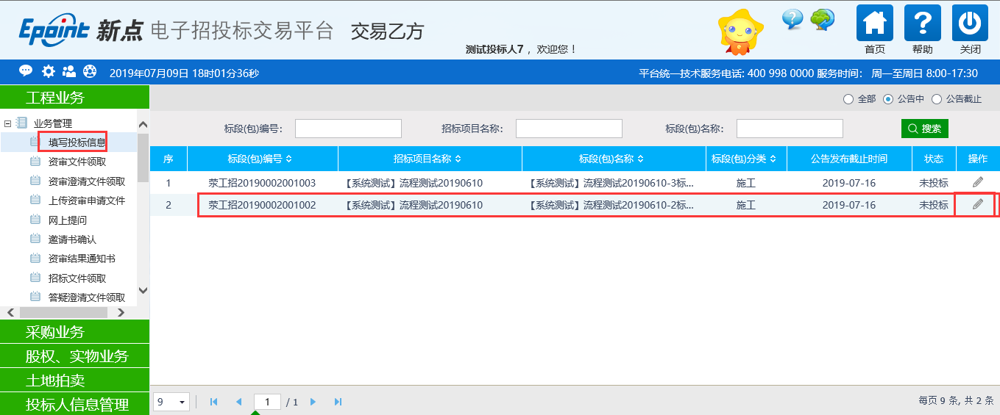 Epoint 新点 电子招投标交易平台 交易乙方
测试投标人7 ，欢迎您！
首页 帮助 关闭
2019年07月09日 18时01分36秒
平台统一技术服务电话: 400 998 0000 服务时间： 周一至周日 8:00-17:30
工程业务
业务管理
填写投标信息
资审文件领取
资审澄清文件领取
上传资审申请文件
网上提问
邀请书确认
资审结果通知书
招标文件领取
答疑澄清文件领取
采购业务
股权、实物业务
土地拍卖
投标人信息管理
全部 公告中 公告截止
标段(包)编号： 招标项目名称： 标段(包)名称： 搜索
序 标段(包)编号 招标项目名称 标段(包)名称 标段(包)分类 公告发布截止时间 状态 操作
1 荥工招20190002001003 【系统测试】流程测试20190610 【系统测试】流程测试20190610-3标... 施工 2019-07-16 未投标
2 荥工招20190002001002 【系统测试】流程测试20190610 【系统测试】流程测试20190610-2标... 施工 2019-07-16 未投标
9 1 / 1 每页 9 条, 共 2 条